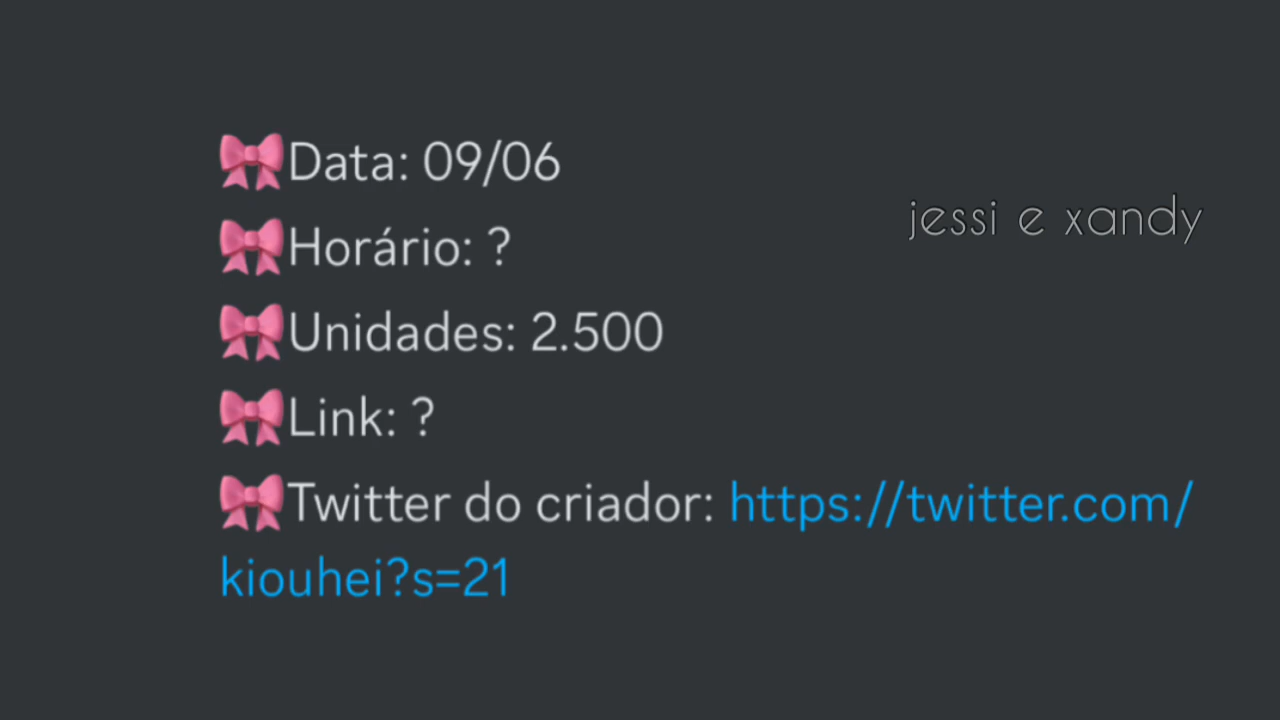 🎀Data: 09/06
jessi e xandy
🎀Horário: ?
🎀Unidades: 2.500
🎀Link: ?
🎀Twitter do criador: https://twitter.com/
kiouhei?s=21